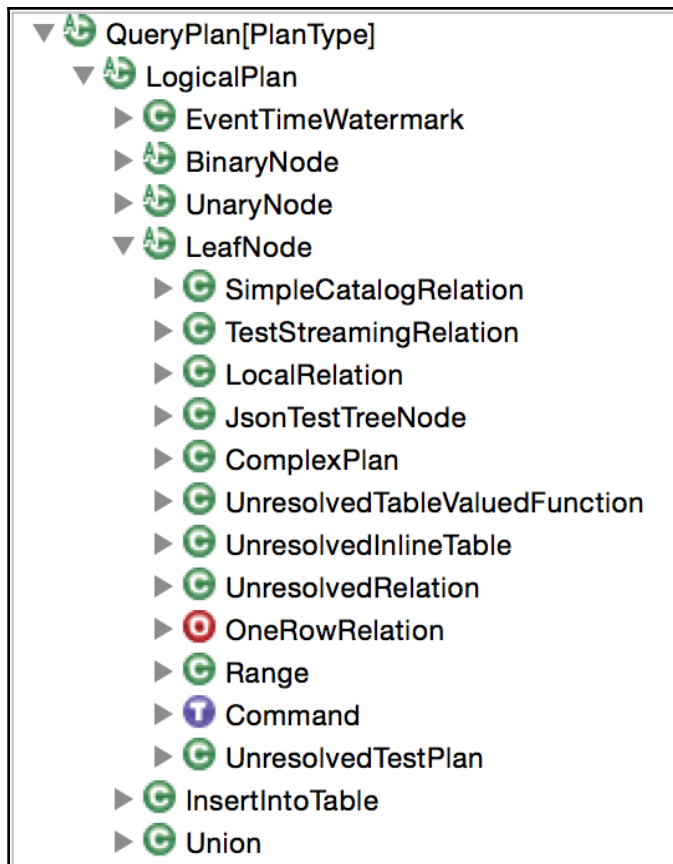 QueryPlan[PlanType]
LogicalPlan
EventTimeWatermark
BinaryNode
UnaryNode
LeafNode
SimpleCatalogRelation
TestStreamingRelation
LocalRelation
JsonTestTreeNode
ComplexPlan
UnresolvedTableValuedFunction
UnresolvedInlineTable
UnresolvedRelation
OneRowRelation
Range
Command
UnresolvedTestPlan
InsertIntoTable
Union